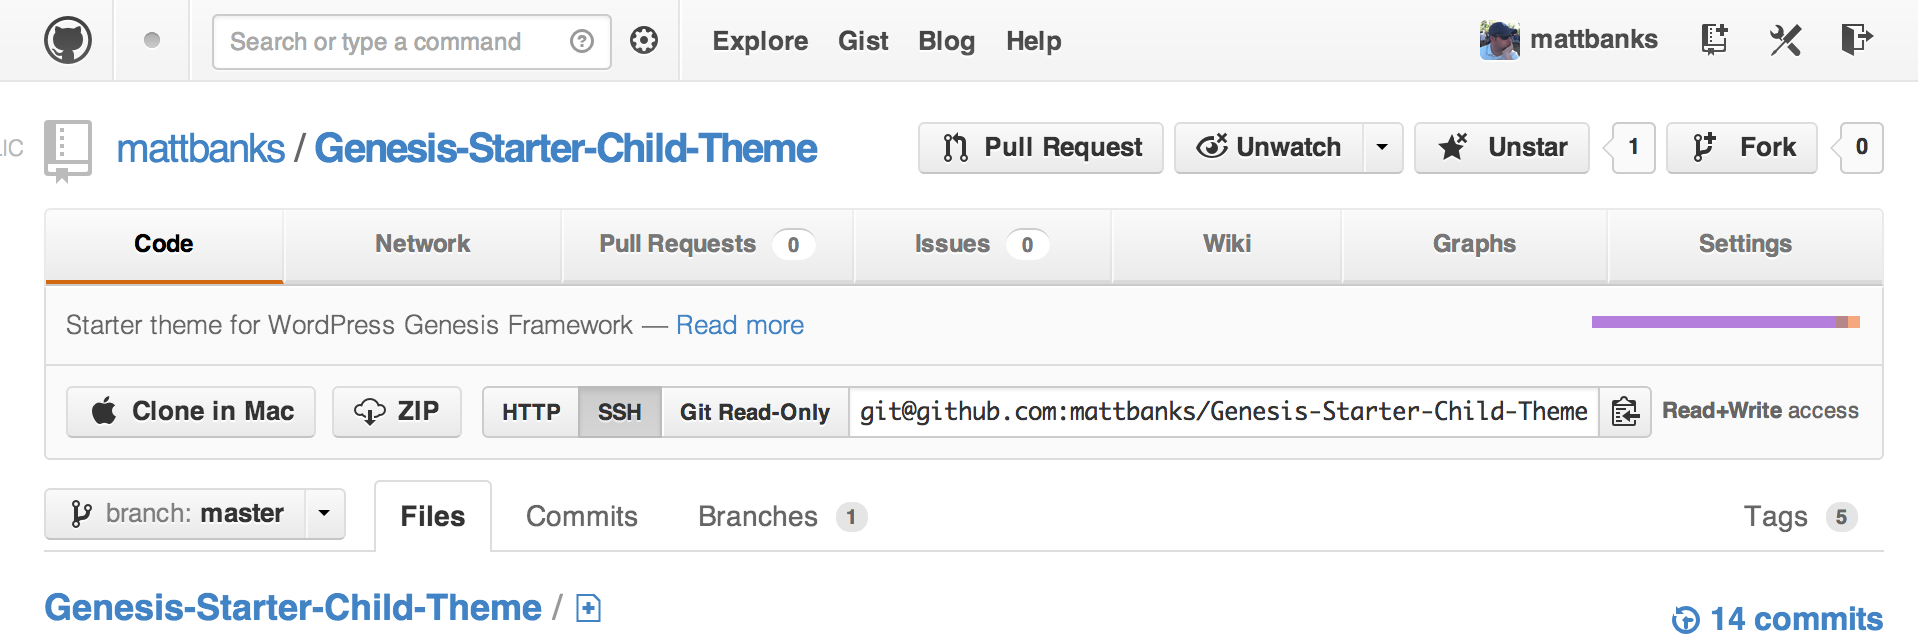 Search or type a command Explore Gist Blog Help mattbanks
mattbanks / Genesis-Starter-Child-Theme Pull Request Unwatch Unstar 1 Fork 0
Code Network Pull Requests 0 Issues 0 Wiki Graphs Settings
Starter theme for WordPress Genesis Framework — Read more
Clone in Mac ZIP HTTP SSH Git Read-Only git@github.com:mattbanks/Genesis-Starter-Child-Theme Read+Write access
branch: master Files Commits Branches 1 Tags 5
Genesis-Starter-Child-Theme /
14 commits